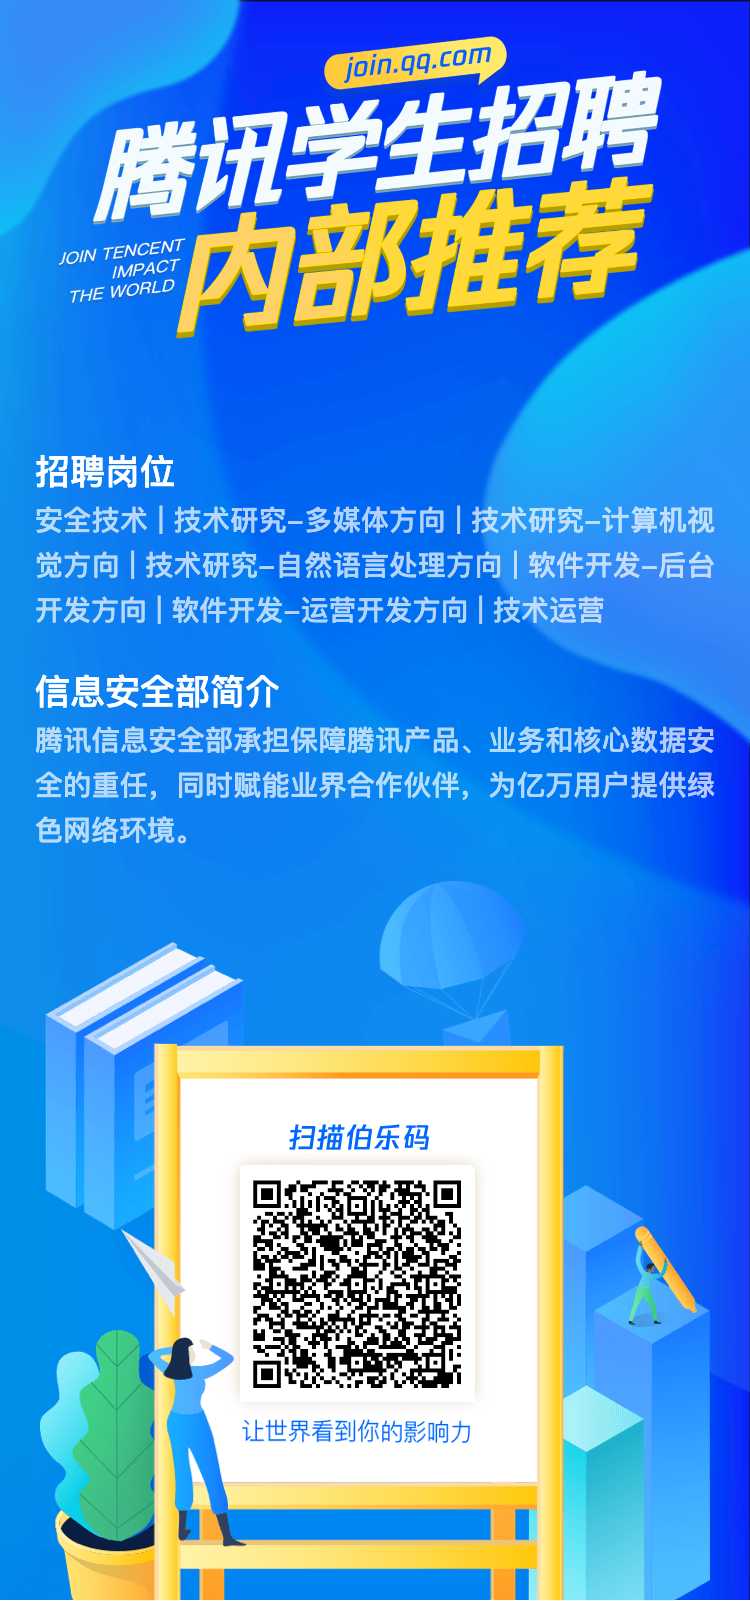 join.qq.com
腾讯学生招聘
内部推荐
JOIN TENCENT
IMPACT
THE WORLD
招聘岗位
安全技术 | 技术研究-多媒体方向 | 技术研究-计算机视
觉方向 | 技术研究-自然语言处理方向 | 软件开发-后台
开发方向 | 软件开发-运营开发方向 | 技术运营
信息安全部简介
腾讯信息安全部承担保障腾讯产品、业务和核心数据安
全的重任，同时赋能业界合作伙伴，为亿万用户提供绿
色网络环境。
扫描伯乐码
让世界看到你的影响力